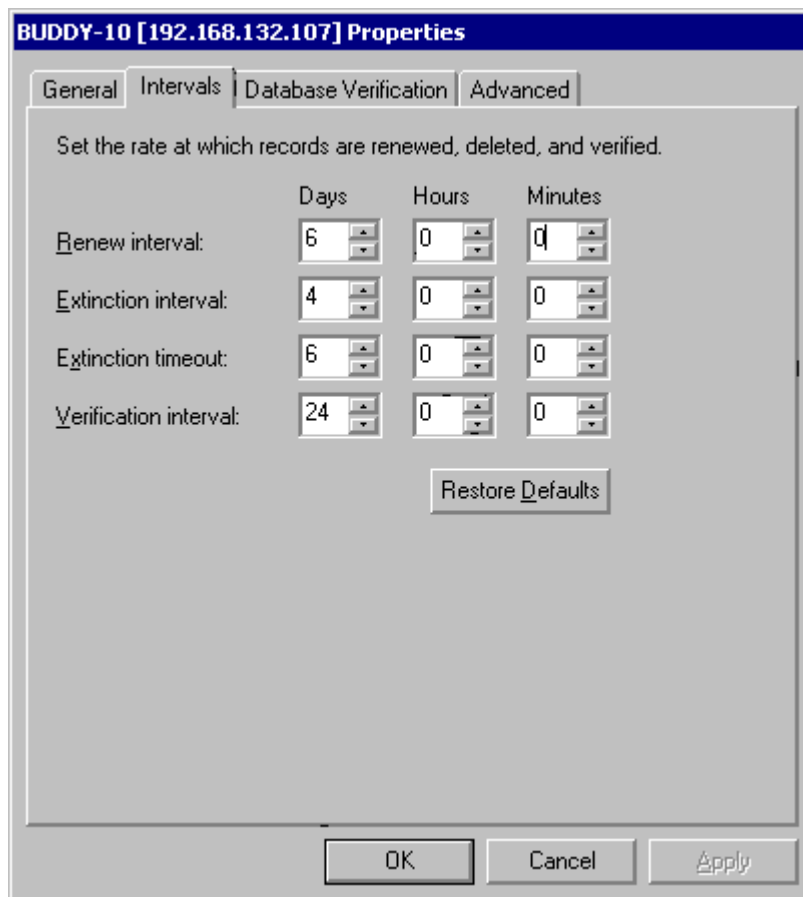 BUDDY-10 [192.168.132.107] Properties
General Intervals Database Verification Advanced
Set the rate at which records are renewed, deleted, and verified.
Days Hours Minutes
Renew interval: 6 0 0
Extinction interval: 4 0 0
Extinction timeout: 6 0 0
Verification interval: 24 0 0
Restore Defaults
OK Cancel Apply